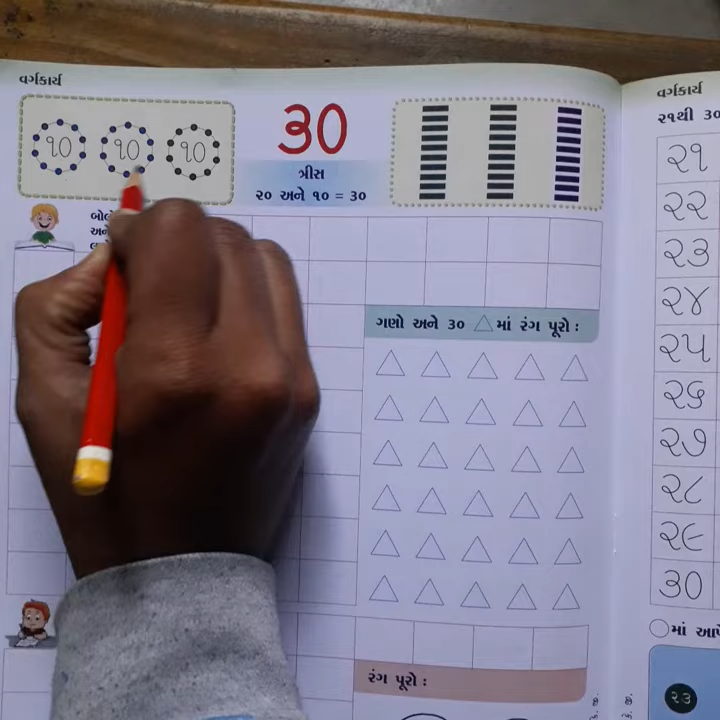 વર્ગકાર્ય
૧૦ ૧૦ ૧૦
૩૦
ત્રીસ
૨૦ અને ૧૦ = ૩૦
ગણો અને ૩૦ △માં રંગ પૂરો :
રંગ પૂરો :
વર્ગકાર્ય
૨૧થી ૩૦
૨૧
૨૨
૨૩
૨૪
૨૫
૨૬
૨૭
૨૮
૨૯
૩૦
૨૩